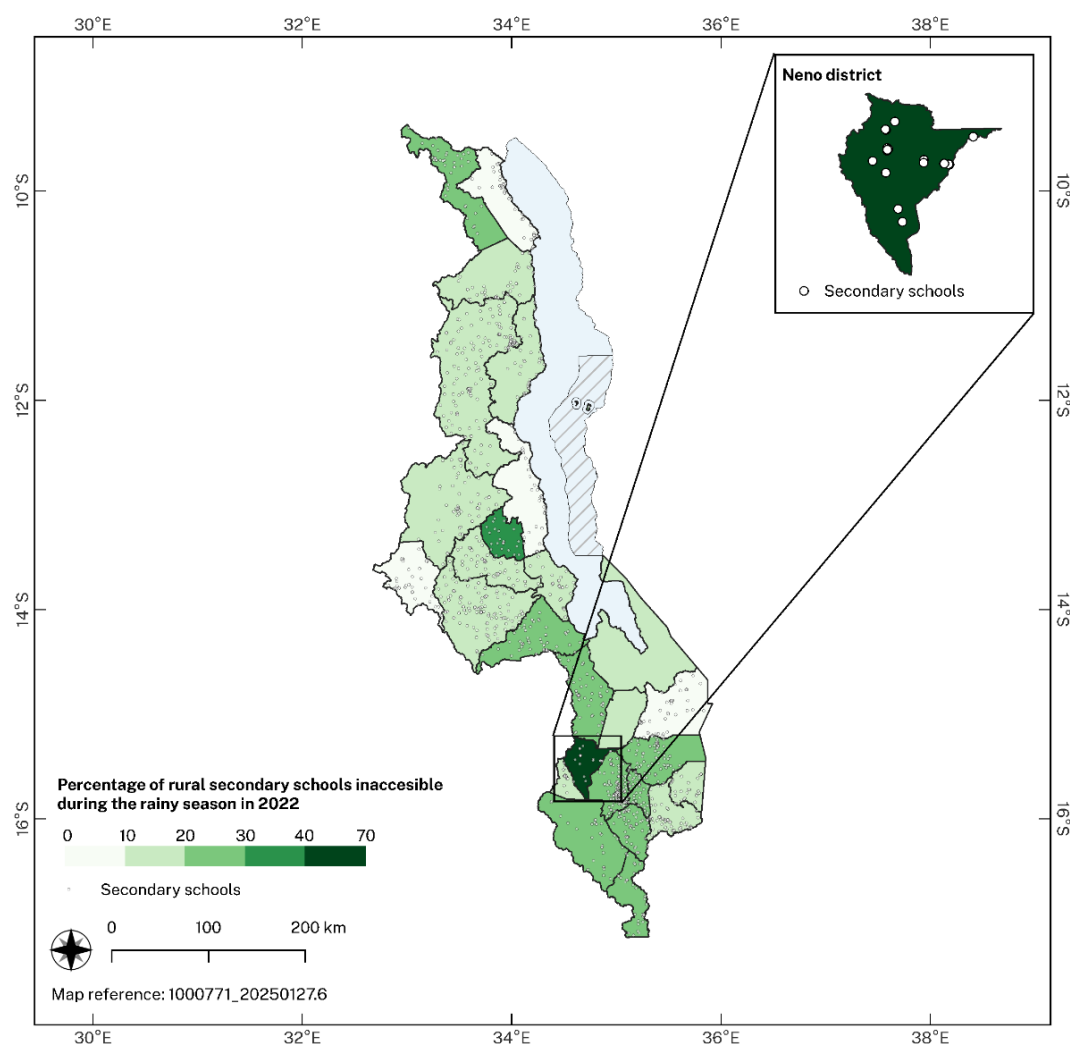 30°E 32°E 34°E 36°E 38°E
Neno district
Secondary schools
10°S 10°S
12°S 12°S
14°S 14°S
16°S 16°S
Percentage of rural secondary schools inaccesible
during the rainy season in 2022
0 10 20 30 40 70
Secondary schools
0 100 200 km
Map reference: 1000771_20250127.6
30°E 32°E 34°E 36°E 38°E